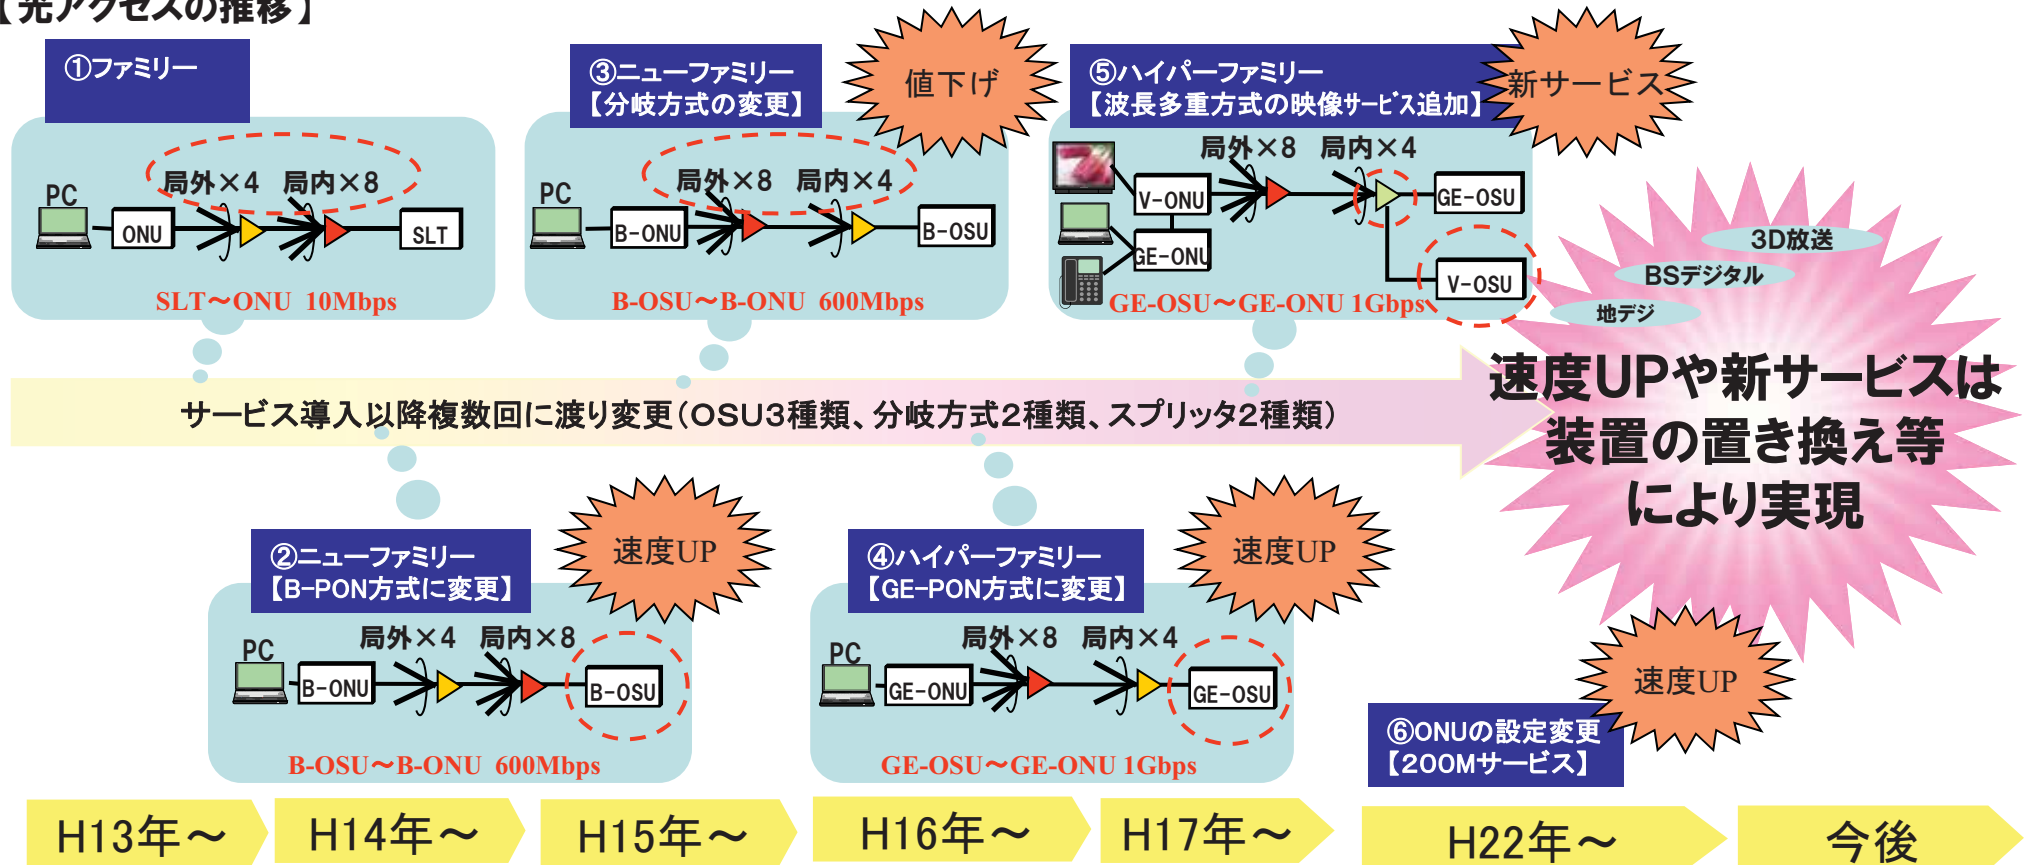 【光アクセスの推移】
①ファミリー
局外×4 局内×8
PC
ONU
SLT
SLT～ONU 10Mbps
③ニューファミリー
【分岐方式の変更】
値下げ
局外×8 局内×4
PC
B-ONU
B-OSU
B-OSU～B-ONU 600Mbps
⑤ハイパーファミリー
【波長多重方式の映像サービス追加】
新サービス
局外×8 局内×4
V-ONU
GE-OSU
GE-ONU
V-OSU
GE-OSU～GE-ONU 1Gbps
3D放送
BSデジタル
地デジ
速度UPや新サービスは
装置の置き換え等
により実現
サービス導入以降複数回に渡り変更（OSU3種類、分岐方式2種類、スプリッタ2種類）
②ニューファミリー
【B-PON方式に変更】
速度UP
局外×4 局内×8
PC
B-ONU
B-OSU
B-OSU～B-ONU 600Mbps
④ハイパーファミリー
【GE-PON方式に変更】
速度UP
局外×8 局内×4
PC
GE-ONU
GE-OSU
GE-OSU～GE-ONU 1Gbps
速度UP
⑥ONUの設定変更
【200Mサービス】
H13年～
H14年～
H15年～
H16年～
H17年～
H22年～
今後